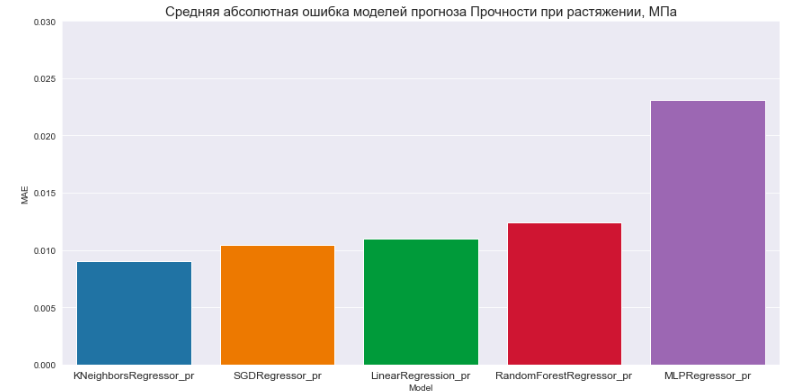 Средняя абсолютная ошибка моделей прогноза Прочности при растяжении, МПа
0.030
0.025
0.020
0.015
0.010
0.005
0.000
MAE
KNeighborsRegressor_pr
SGDRegressor_pr
LinearRegression_pr
RandomForestRegressor_pr
MLPRegressor_pr
Model